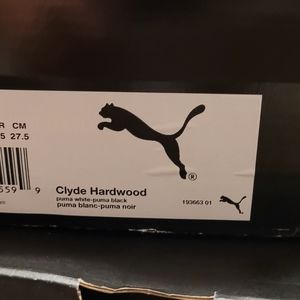 R CM
5 27.5
559 9
®
Clyde Hardwood
puma white-puma black
puma blanc-puma noir
193663 01